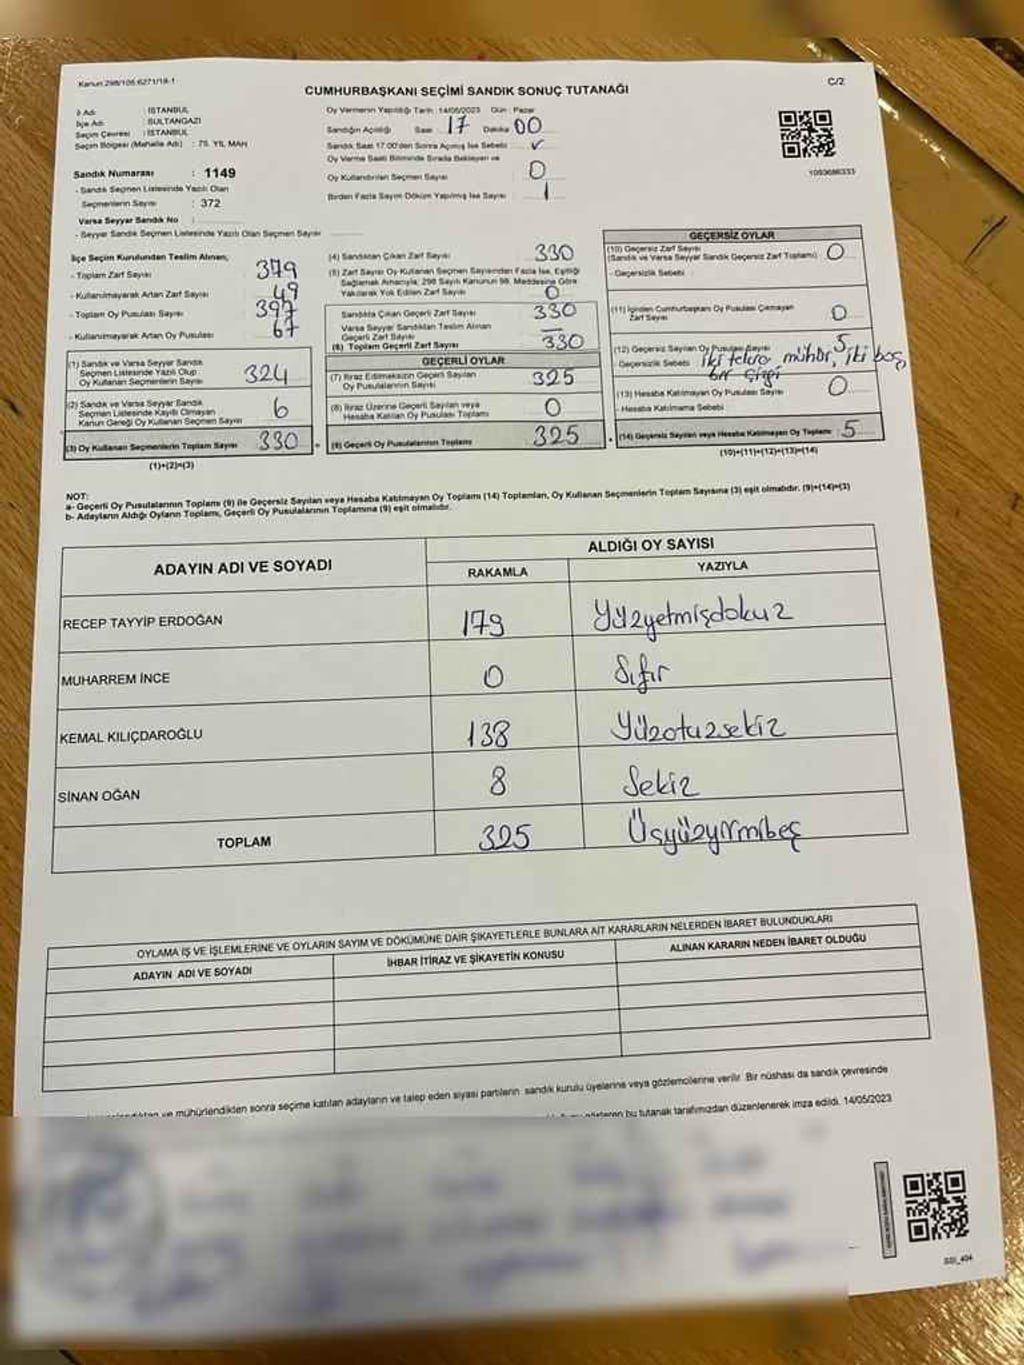 Kanun:298/105 6271/19-1
C/2
CUMHURBAŞKANI SEÇİMİ SANDIK SONUÇ TUTANAĞI
İl Adı : İSTANBUL
İlçe Adı : SULTANGAZİ
Seçim Çevresi : İSTANBUL
Seçim Bölgesi (Mahalle Adı) : 75. YIL MAH
Sandık Numarası : 1149
- Sandık Seçmen Listesinde Yazılı Olan
Seçmenlerin Sayısı : 372
Varsa Seyyar Sandık No :
- Seyyar Sandık Seçmen Listesinde Yazılı Olan Seçmen Sayısı
Oy Vermenin Yapıldığı Tarih : 14/05/2023 Gün : Pazar
Sandığın Açıldığı Saat 17 Dakika 00
Sandık Saat 17.00'den Sonra Açılmış İse Sebebi ✓
Oy Verme Saati Bitiminde Sırada Bekleyen ve
Oy Kullandırılan Seçmen Sayısı 0
Birden Fazla Sayım Döküm Yapılmış İse Sayısı 1
1093686333
İlçe Seçim Kurulundan Teslim Alınan;
- Toplam Zarf Sayısı 379
- Kullanılmayarak Artan Zarf Sayısı 49
- Toplam Oy Pusulası Sayısı 397
- Kullanılmayarak Artan Oy Pusulası 67
(1) Sandık ve Varsa Seyyar Sandık
Seçmen Listesinde Yazılı Olup
Oy Kullanan Seçmenlerin Sayısı 324
(2) Sandık ve Varsa Seyyar Sandık
Seçmen Listesinde Kayıtlı Olmayan
Kanun Gereği Oy Kullanan Seçmen Sayısı 6
(3) Oy Kullanan Seçmenlerin Toplam Sayısı 330
(1)+(2)=(3)
(4) Sandıktan Çıkan Zarf Sayısı 330
(5) Zarf Sayısı Oy Kullanan Seçmen Sayısından Fazla İse, Eşitliği
Sağlamak Amacıyla; 298 Sayılı Kanunun 98. Maddesine Göre
Yakılarak Yok Edilen Zarf Sayısı 0
Sandıkta Çıkan Geçerli Zarf Sayısı 330
Varsa Seyyar Sandıktan Teslim Alınan
Geçerli Zarf Sayısı —
(6) Toplam Geçerli Zarf Sayısı 330
GEÇERLİ OYLAR
(7) İtiraz Edilmeksizin Geçerli Sayılan
Oy Pusulalarının Sayısı 325
(8) İtiraz Üzerine Geçerli Sayılan veya
Hesaba Katılan Oy Pusulası Toplamı 0
(9) Geçerli Oy Pusulalarının Toplamı 325
GEÇERSİZ OYLAR
(10) Geçersiz Zarf Sayısı
(Sandık ve Varsa Seyyar Sandık Geçersiz Zarf Toplamı) 0
- Geçersizlik Sebebi
(11) İçinden Cumhurbaşkanı Oy Pusulası Çıkmayan
Zarf Sayısı 0
(12) Geçersiz Sayılan Oy Pusulası Sayısı 5
- Geçersizlik Sebebi iki tekra mühür, iki boş,
bir çizgi
(13) Hesaba Katılmayan Oy Pusulası Sayısı 0
- Hesaba Katılmama Sebebi
(14) Geçersiz Sayılan veya Hesaba Katılmayan Oy Toplamı 5
(10)+(11)+(12)+(13)=(14)
NOT:
a- Geçerli Oy Pusulalarının Toplamı (9) ile Geçersiz Sayılan veya Hesaba Katılmayan Oy Toplamı (14) Toplamları, Oy Kullanan Seçmenlerin Toplam Sayısına (3) eşit olmalıdır. (9)+(14)=(3)
b- Adayların Aldığı Oyların Toplamı, Geçerli Oy Pusulalarının Toplamına (9) eşit olmalıdır.
ADAYIN ADI VE SOYADI
ALDIĞI OY SAYISI
RAKAMLA YAZIYLA
RECEP TAYYİP ERDOĞAN 179 Yüzyetmişdokuz
MUHARREM İNCE 0 Sıfır
KEMAL KILIÇDAROĞLU 138 Yüzotuzsekiz
SİNAN OĞAN 8 Sekiz
TOPLAM 325 Üçyüzyirmibeş
OYLAMA İŞ VE İŞLEMLERİNE VE OYLARIN SAYIM VE DÖKÜMÜNE DAİR ŞİKAYETLERLE BUNLARA AİT KARARLARIN NELERDEN İBARET BULUNDUKLARI
ADAYIN ADI VE SOYADI İHBAR İTİRAZ VE ŞİKAYETİN KONUSU ALINAN KARARIN NEDEN İBARET OLDUĞU
ve mühürlendikten sonra seçime katılan adayların ve talep eden siyasi partilerin sandık kurulu üyelerine veya gözlemcilerine verilir. Bir nüshası da sandık çevresinde
bu tutanak tarafımızdan düzenlenerek imza edildi. 14/05/2023